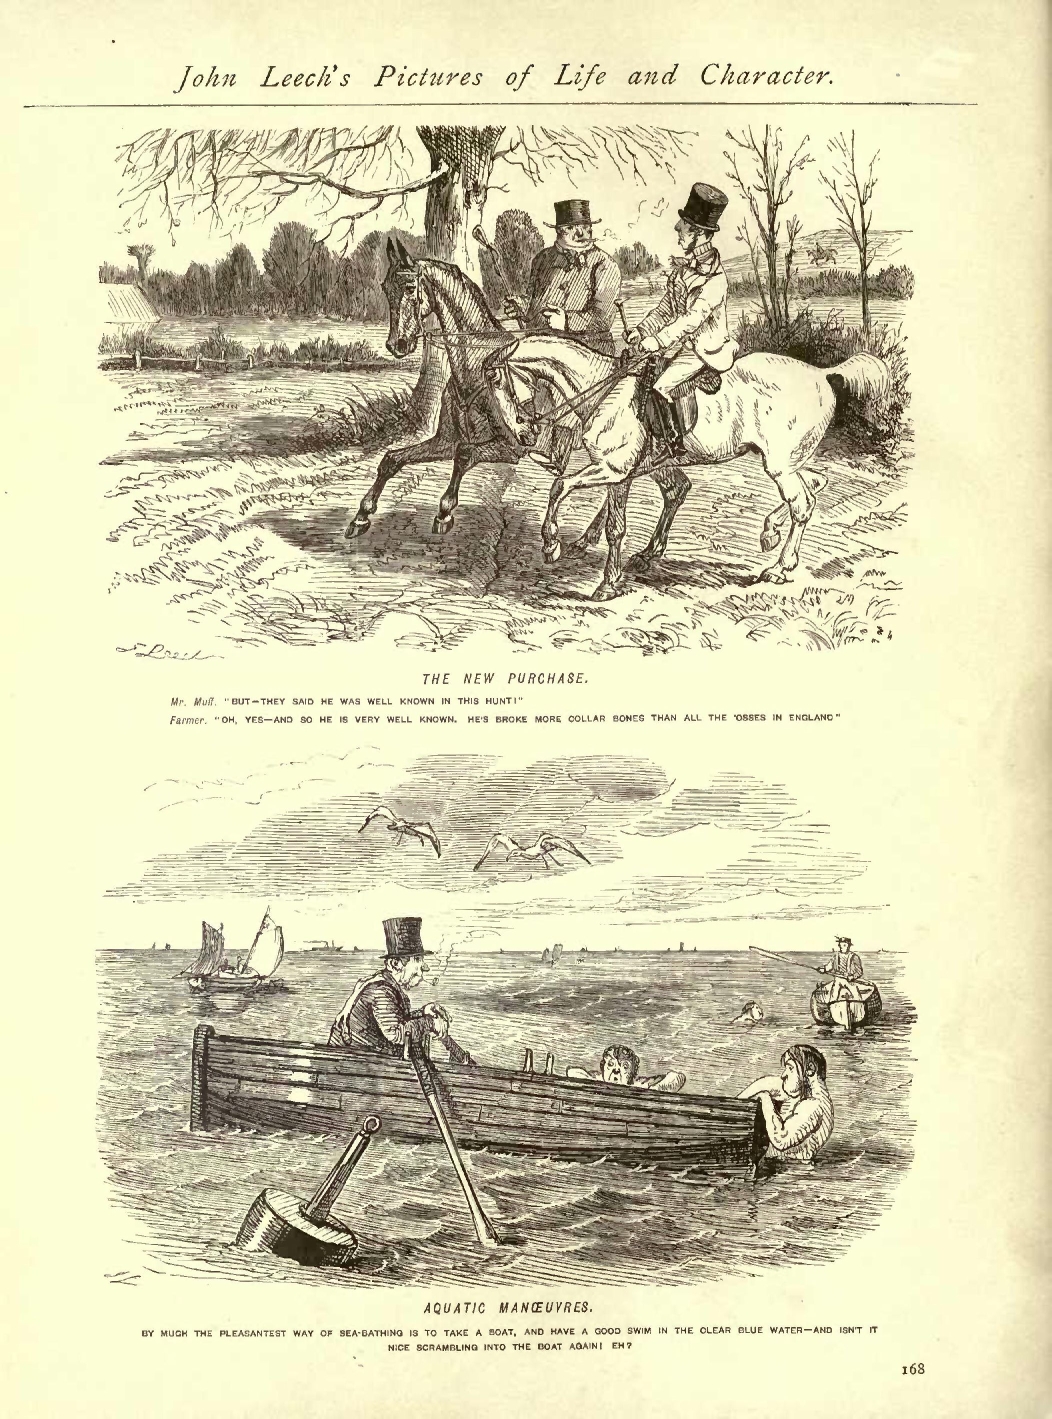 John Leech's Pictures of Life and Character.
J. Leech
THE NEW PURCHASE.
Mr. Muff. "BUT—THEY SAID HE WAS WELL KNOWN IN THIS HUNT!"
Farmer. "OH, YES—AND SO HE IS VERY WELL KNOWN. HE'S BROKE MORE COLLAR BONES THAN ALL THE 'OSSES IN ENGLAND"
AQUATIC MANŒUVRES.
BY MUCH THE PLEASANTEST WAY OF SEA-BATHING IS TO TAKE A BOAT, AND HAVE A GOOD SWIM IN THE CLEAR BLUE WATER—AND ISN'T IT
NICE SCRAMBLING INTO THE BOAT AGAIN! EH?
168